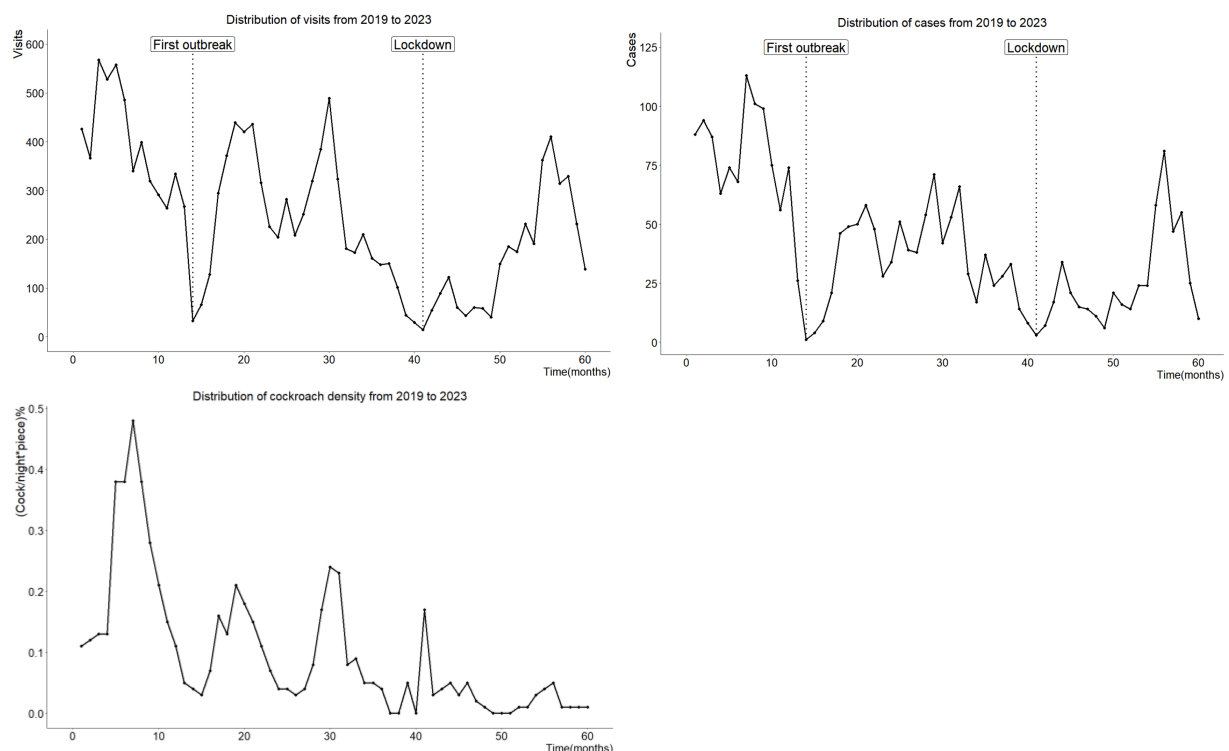 Distribution of visits from 2019 to 2023
Visits
First outbreak
Lockdown
600
500
400
300
200
100
0
0 10 20 30 40 50 60
Time(months)
Distribution of cases from 2019 to 2023
Cases
First outbreak
Lockdown
125
100
75
50
25
0
0 10 20 30 40 50 60
Time(months)
Distribution of cockroach density from 2019 to 2023
(Cock/night*piece)%
0.5
0.4
0.3
0.2
0.1
0.0
0 10 20 30 40 50 60
Time(months)